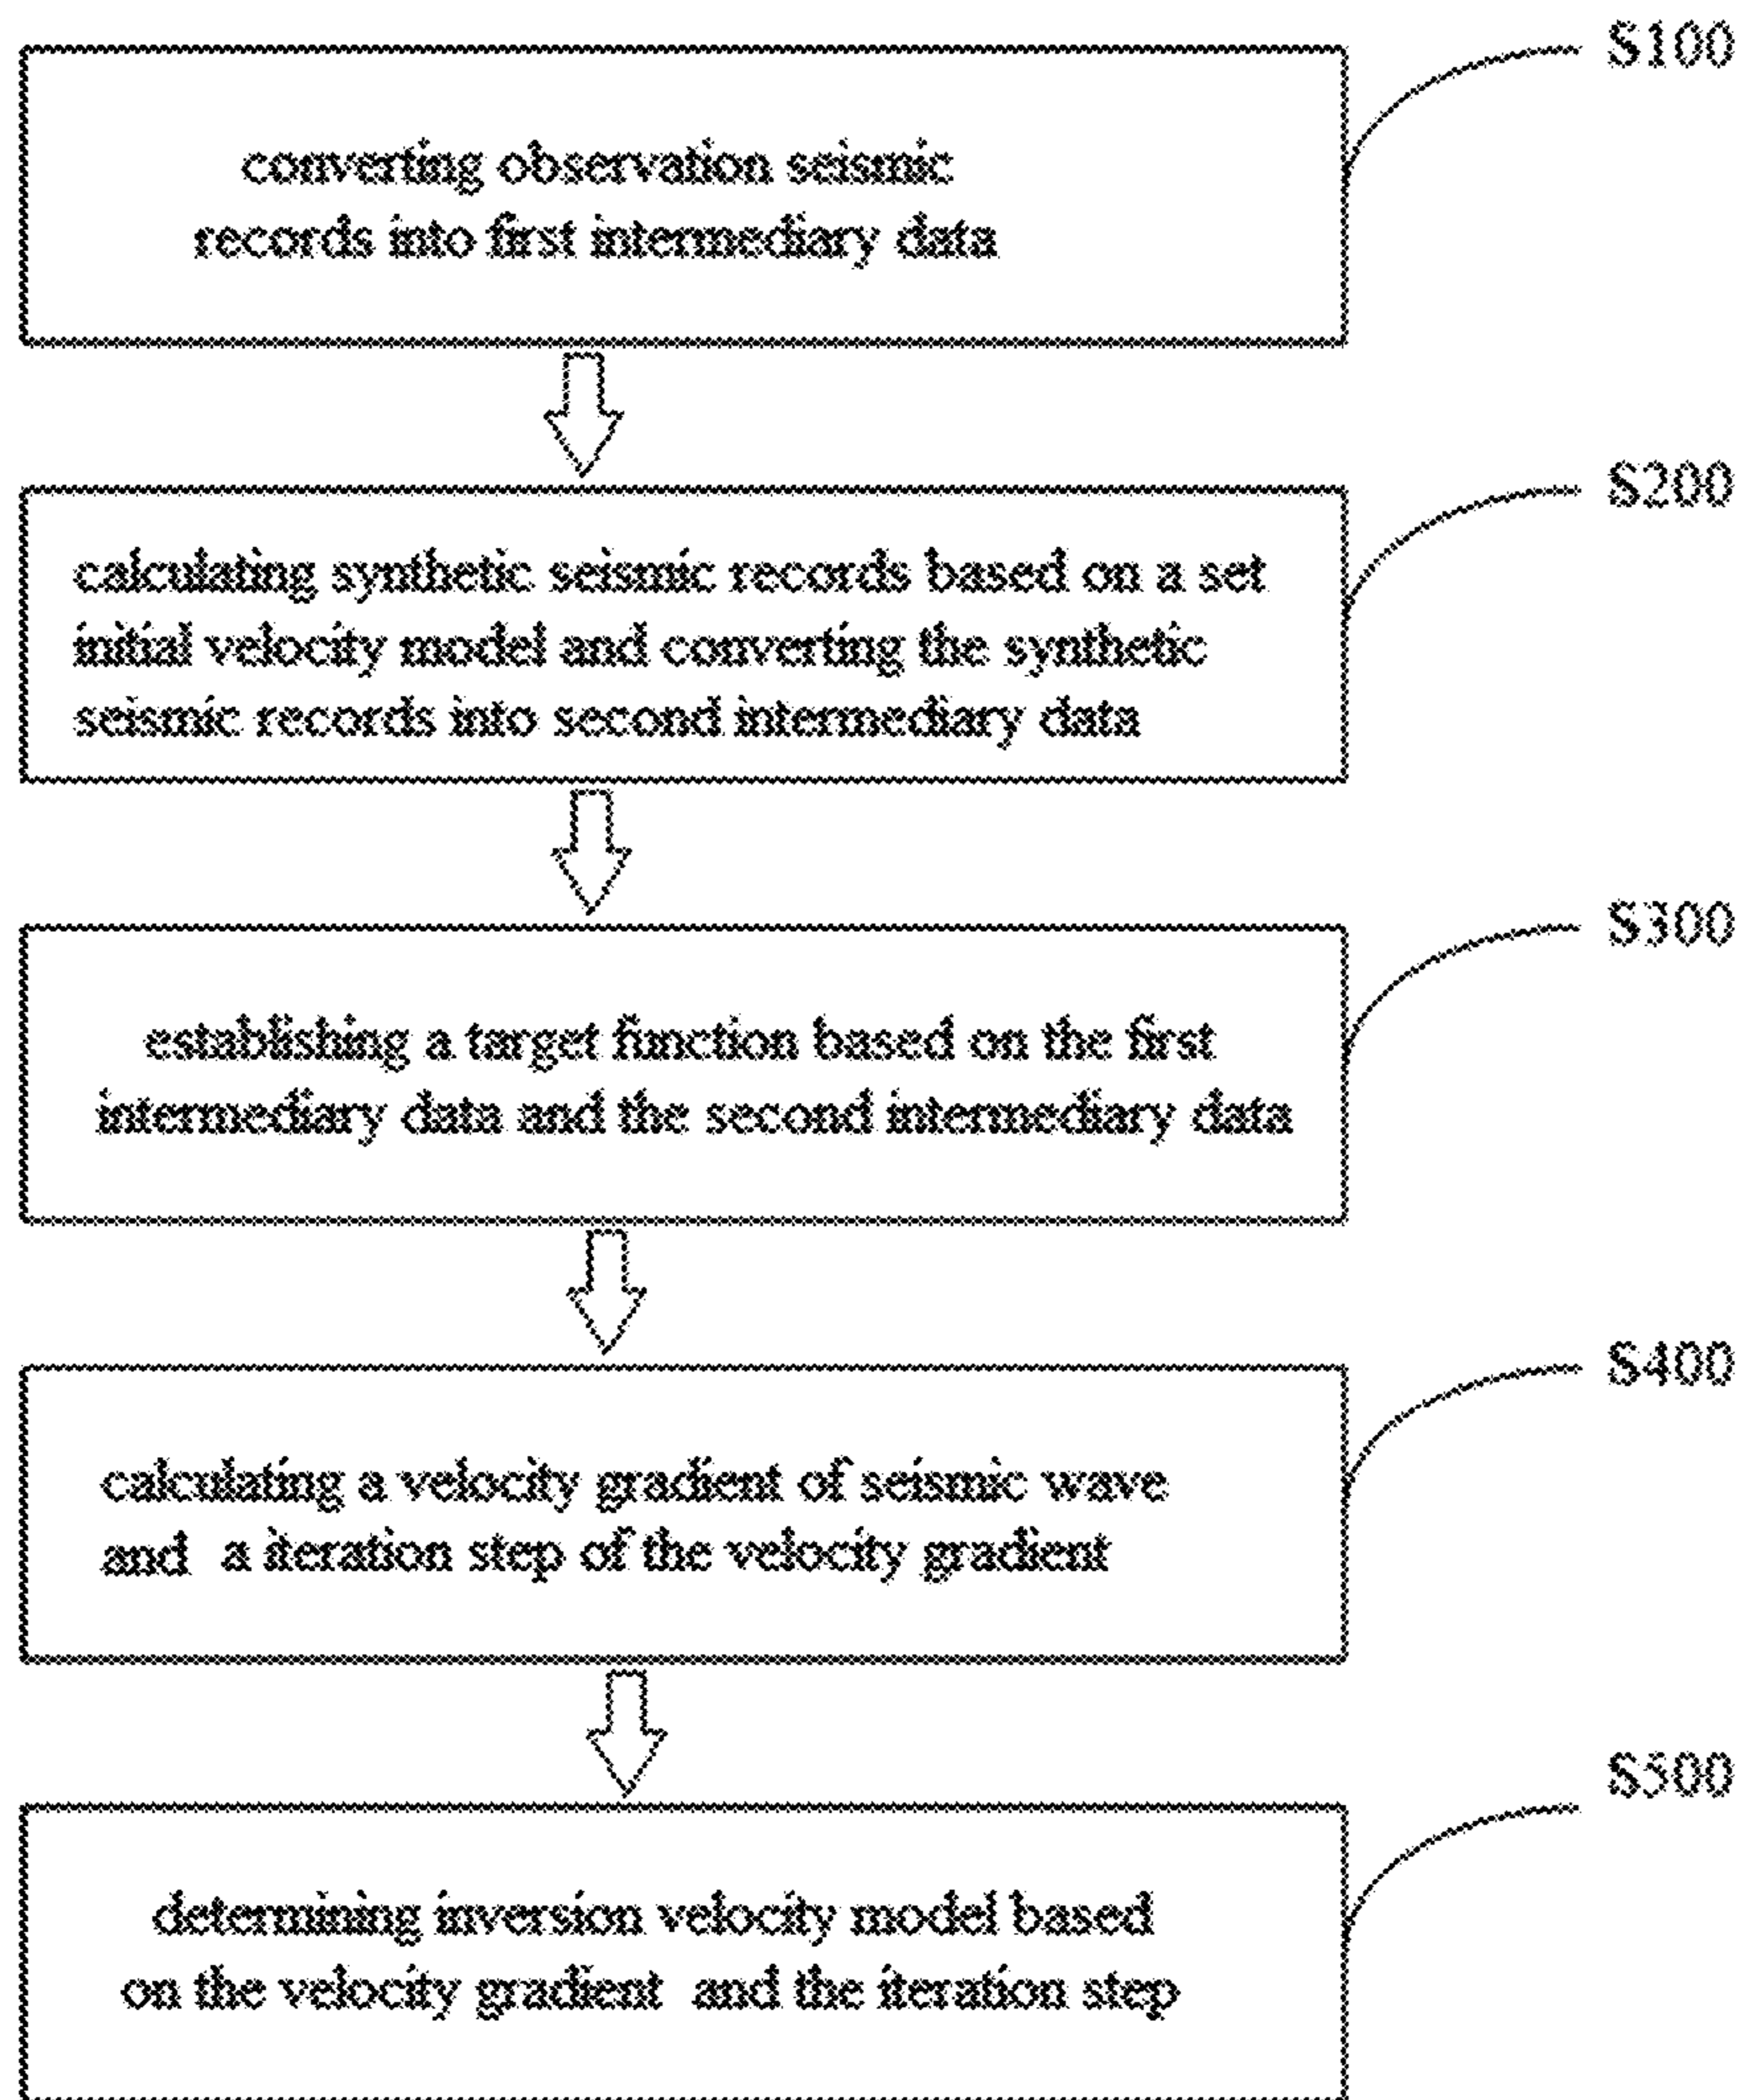 S100
converting observation seismic
records into first intermediary data
S200
calculating synthetic seismic records based on a set
initial velocity model and converting the synthetic
seismic records into second intermediary data
S300
establishing a target function based on the first
intermediary data and the second intermediary data
S400
calculating a velocity gradient of seismic wave
and a iteration step of the velocity gradient
S500
determining inversion velocity model based
on the velocity gradient and the iteration step